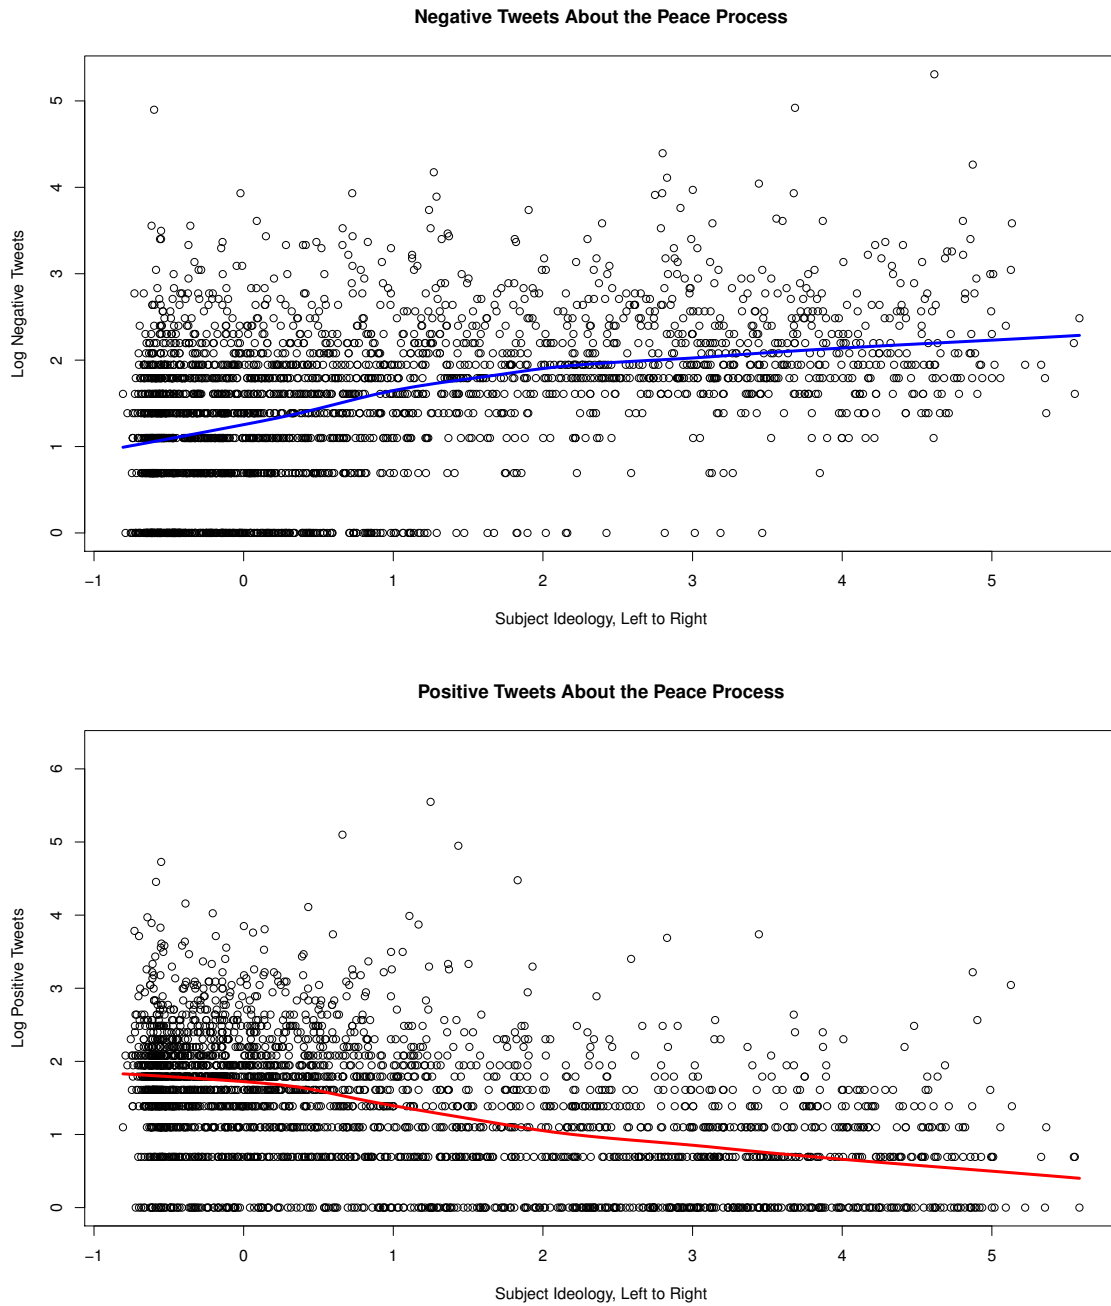 Negative Tweets About the Peace Process
5
4
3
2
1
0
Log Negative Tweets
−1 0 1 2 3 4 5
Subject Ideology, Left to Right
Positive Tweets About the Peace Process
6
5
4
3
2
1
0
Log Positive Tweets
−1 0 1 2 3 4 5
Subject Ideology, Left to Right